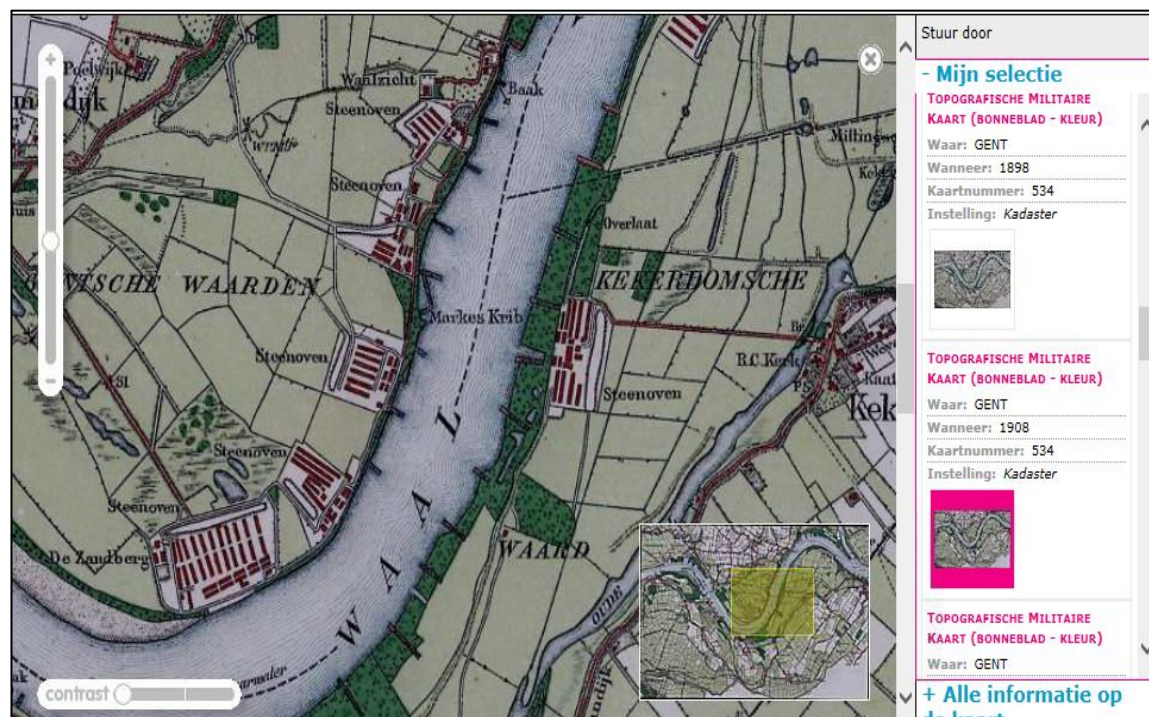 Stuur door
- Mijn selectie
TOPOGRAFISCHE MILITAIRE
KAART (BONNEBLAD - KLEUR)
Waar: GENT
Wanneer: 1898
Kaartnummer: 534
Instelling: Kadaster
TOPOGRAFISCHE MILITAIRE
KAART (BONNEBLAD - KLEUR)
Waar: GENT
Wanneer: 1908
Kaartnummer: 534
Instelling: Kadaster
TOPOGRAFISCHE MILITAIRE
KAART (BONNEBLAD - KLEUR)
Waar: GENT
+ Alle informatie op
de kaart
Poelwijk
Waalzicht
Steenoven
Baak
Steenoven
Overlaat
WAARDEN
KEKERDOMSCHE
Markes Krib
Steenoven
R.C. Kerk
Steenoven
Kek
Steenoven
Steenoven
De Zandberg
WAARD
WAAL
OUDE
contrast